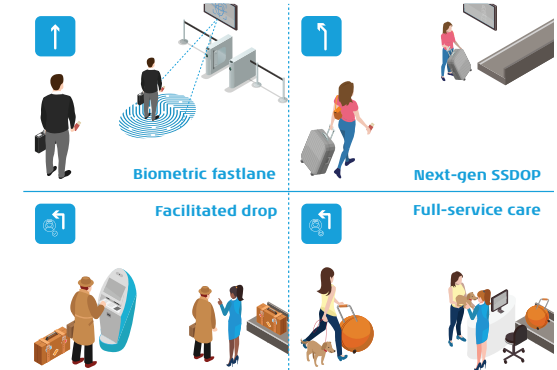 Biometric fastlane
Next-gen SSDOP
Facilitated drop
Full-service care